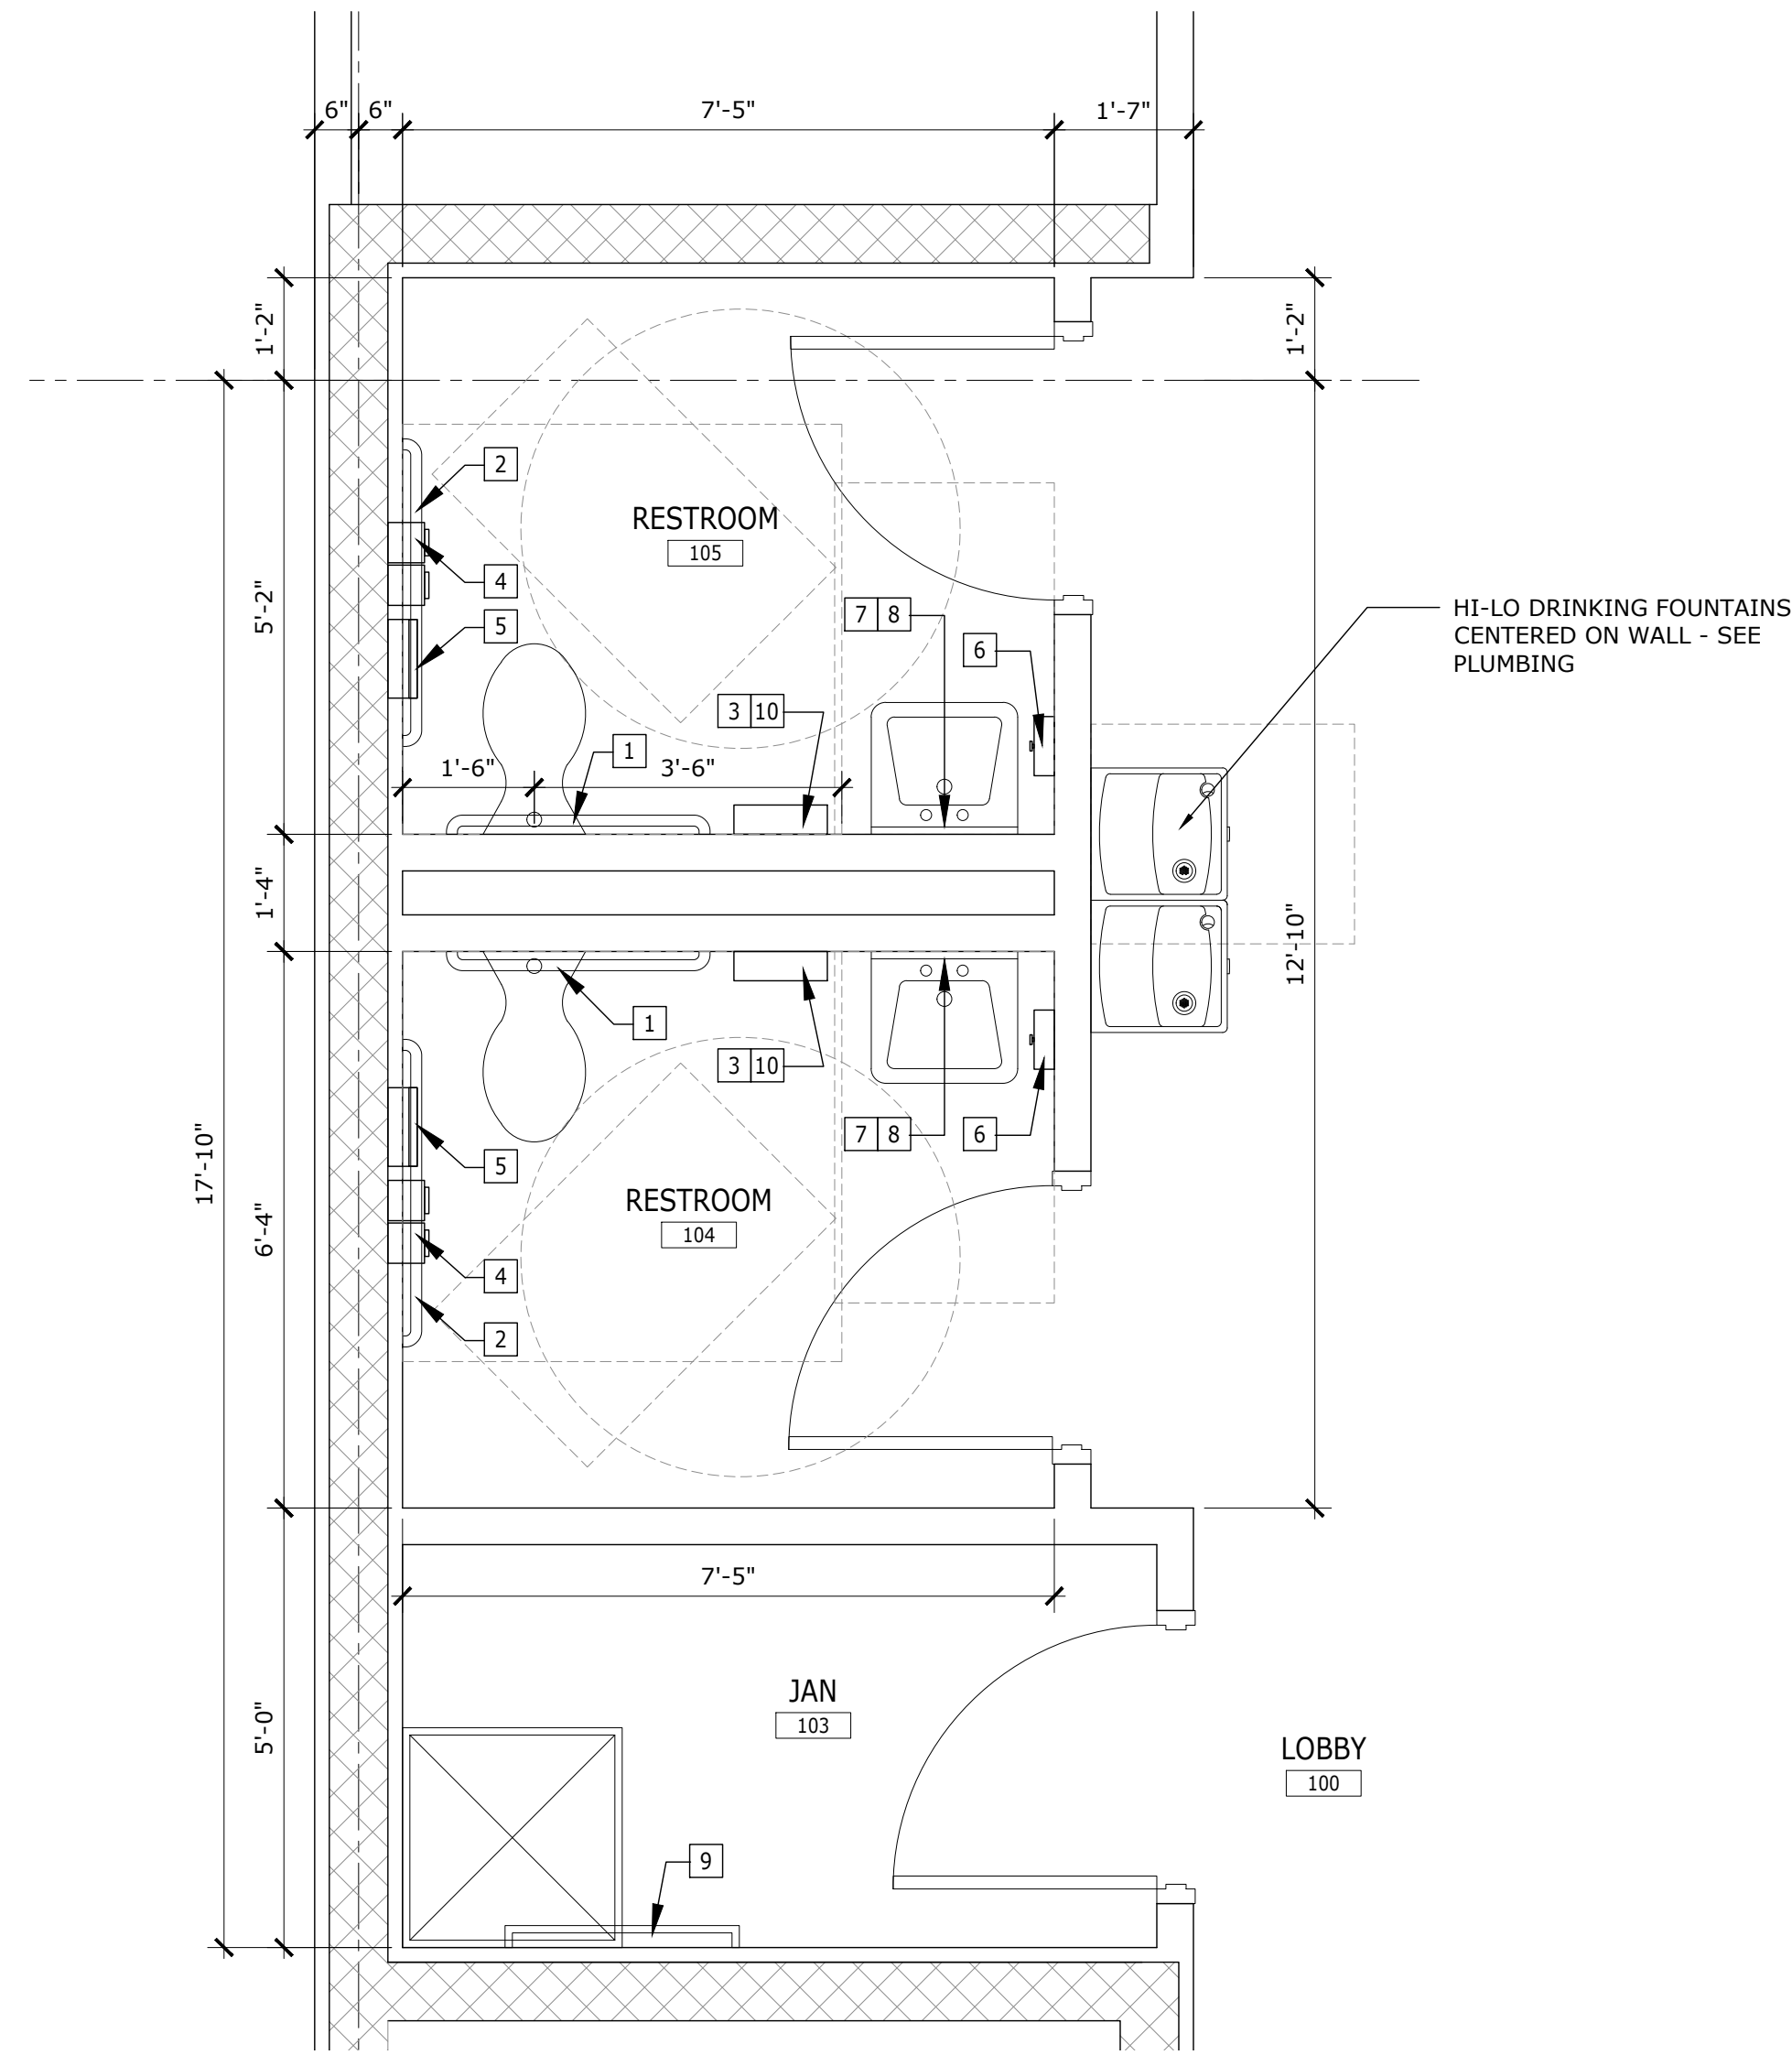 6" 6" 7'-5" 1'-7"
1'-2" 1'-2"
2
RESTROOM
105
4
5'-2"
7 8
5
6
HI-LO DRINKING FOUNTAINS
CENTERED ON WALL - SEE
PLUMBING
3 10
1
1'-6" 3'-6"
1'-4"
12'-10"
1
3 10
7 8 6
5
17'-10"
RESTROOM
104
6'-4"
4
2
7'-5"
JAN
103
5'-0"
LOBBY
100
9